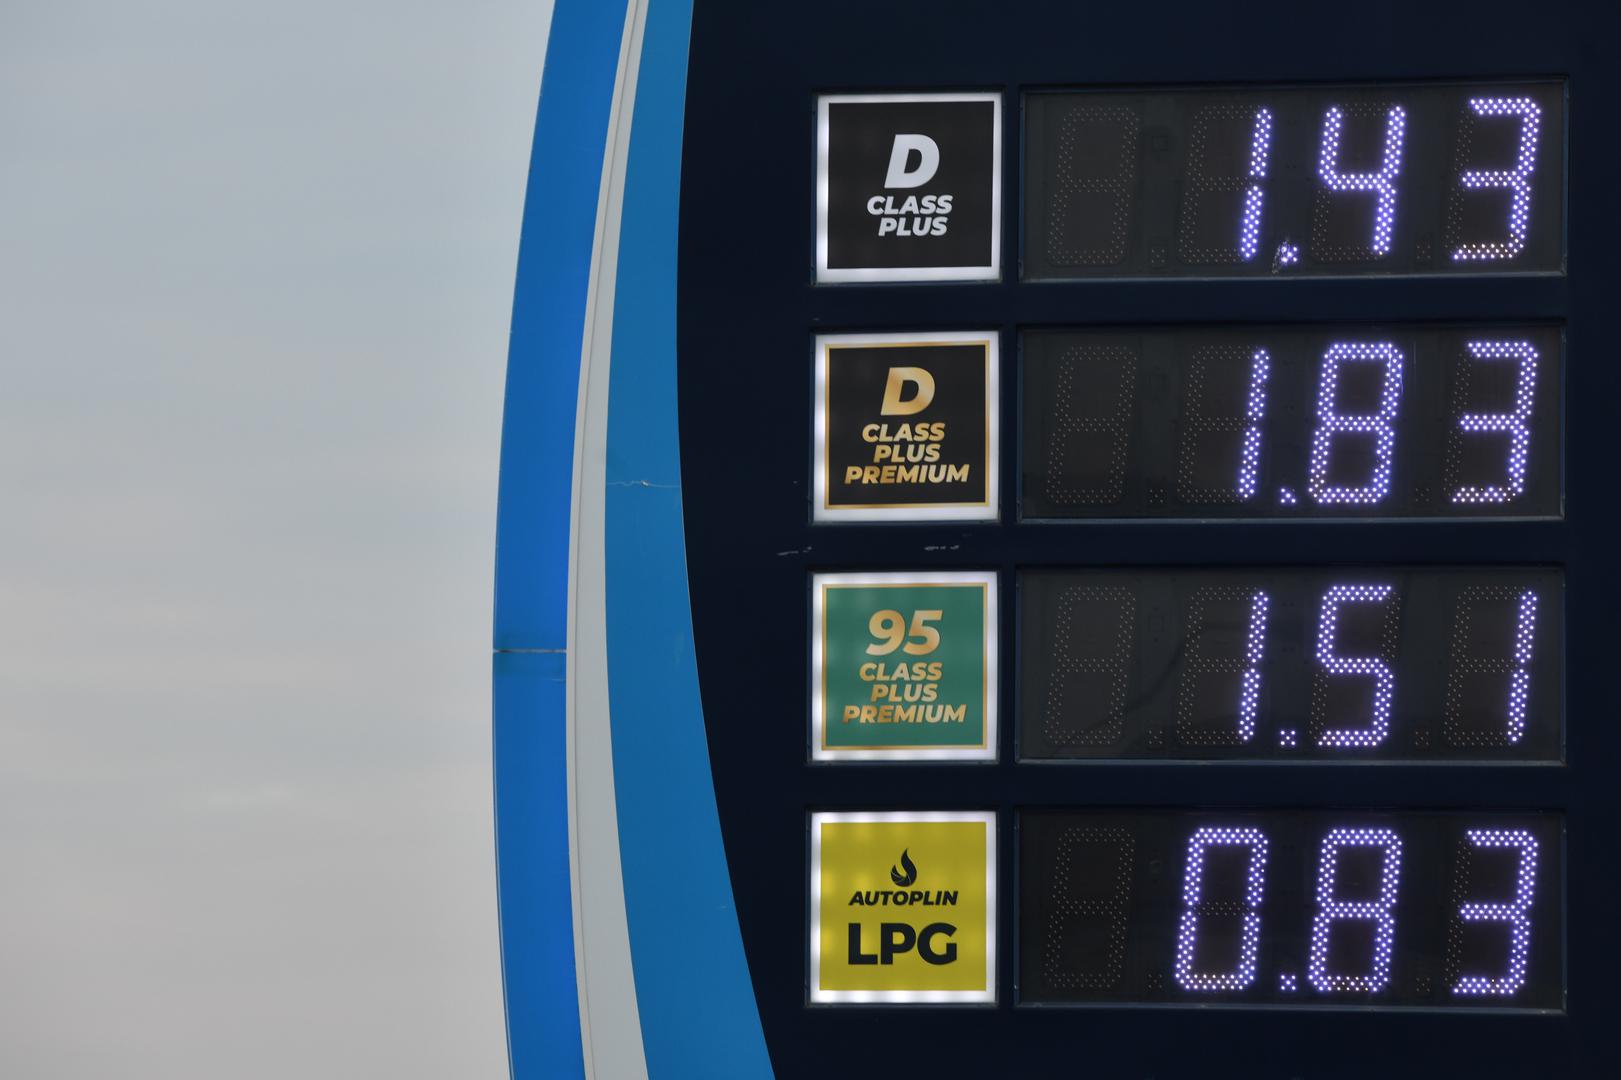 D
CLASS
PLUS
1.43
D
CLASS
PLUS
PREMIUM
1.83
95
CLASS
PLUS
PREMIUM
1.51
AUTOPLIN
LPG
0.83